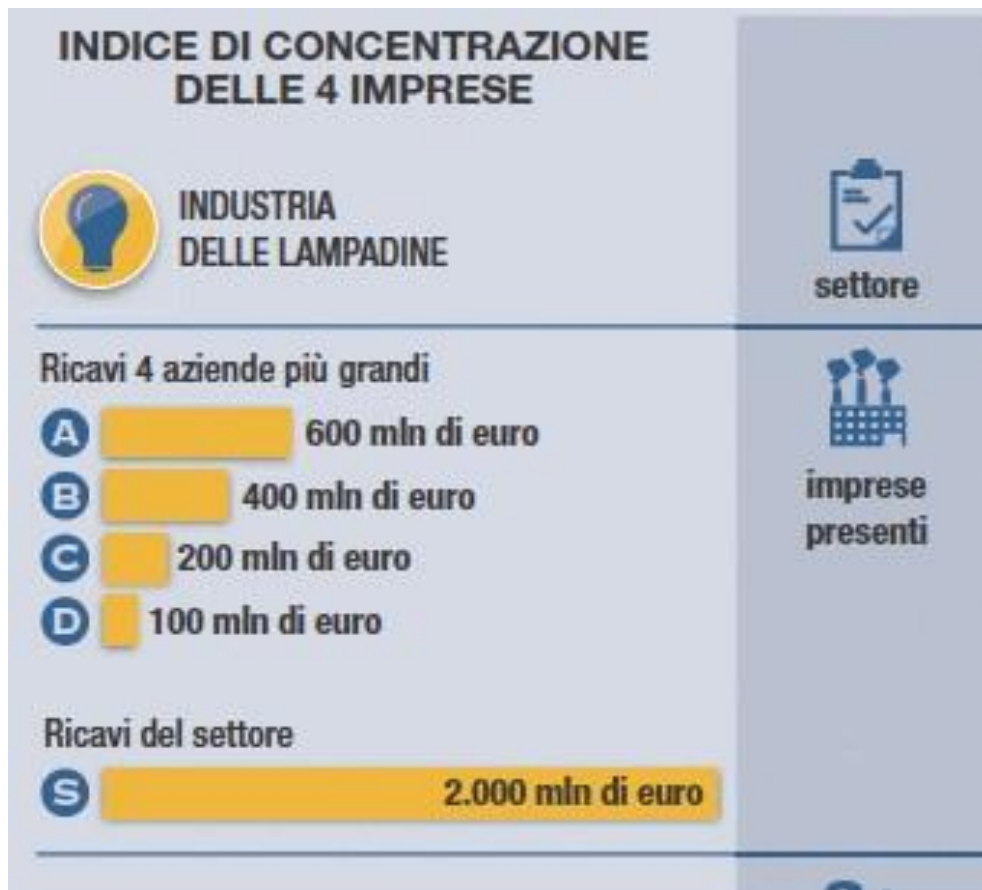 INDICE DI CONCENTRAZIONE
DELLE 4 IMPRESE
INDUSTRIA
DELLE LAMPADINE
settore
Ricavi 4 aziende più grandi
A 600 mln di euro
B 400 mln di euro
C 200 mln di euro
D 100 mln di euro
imprese
presenti
Ricavi del settore
S 2.000 mln di euro